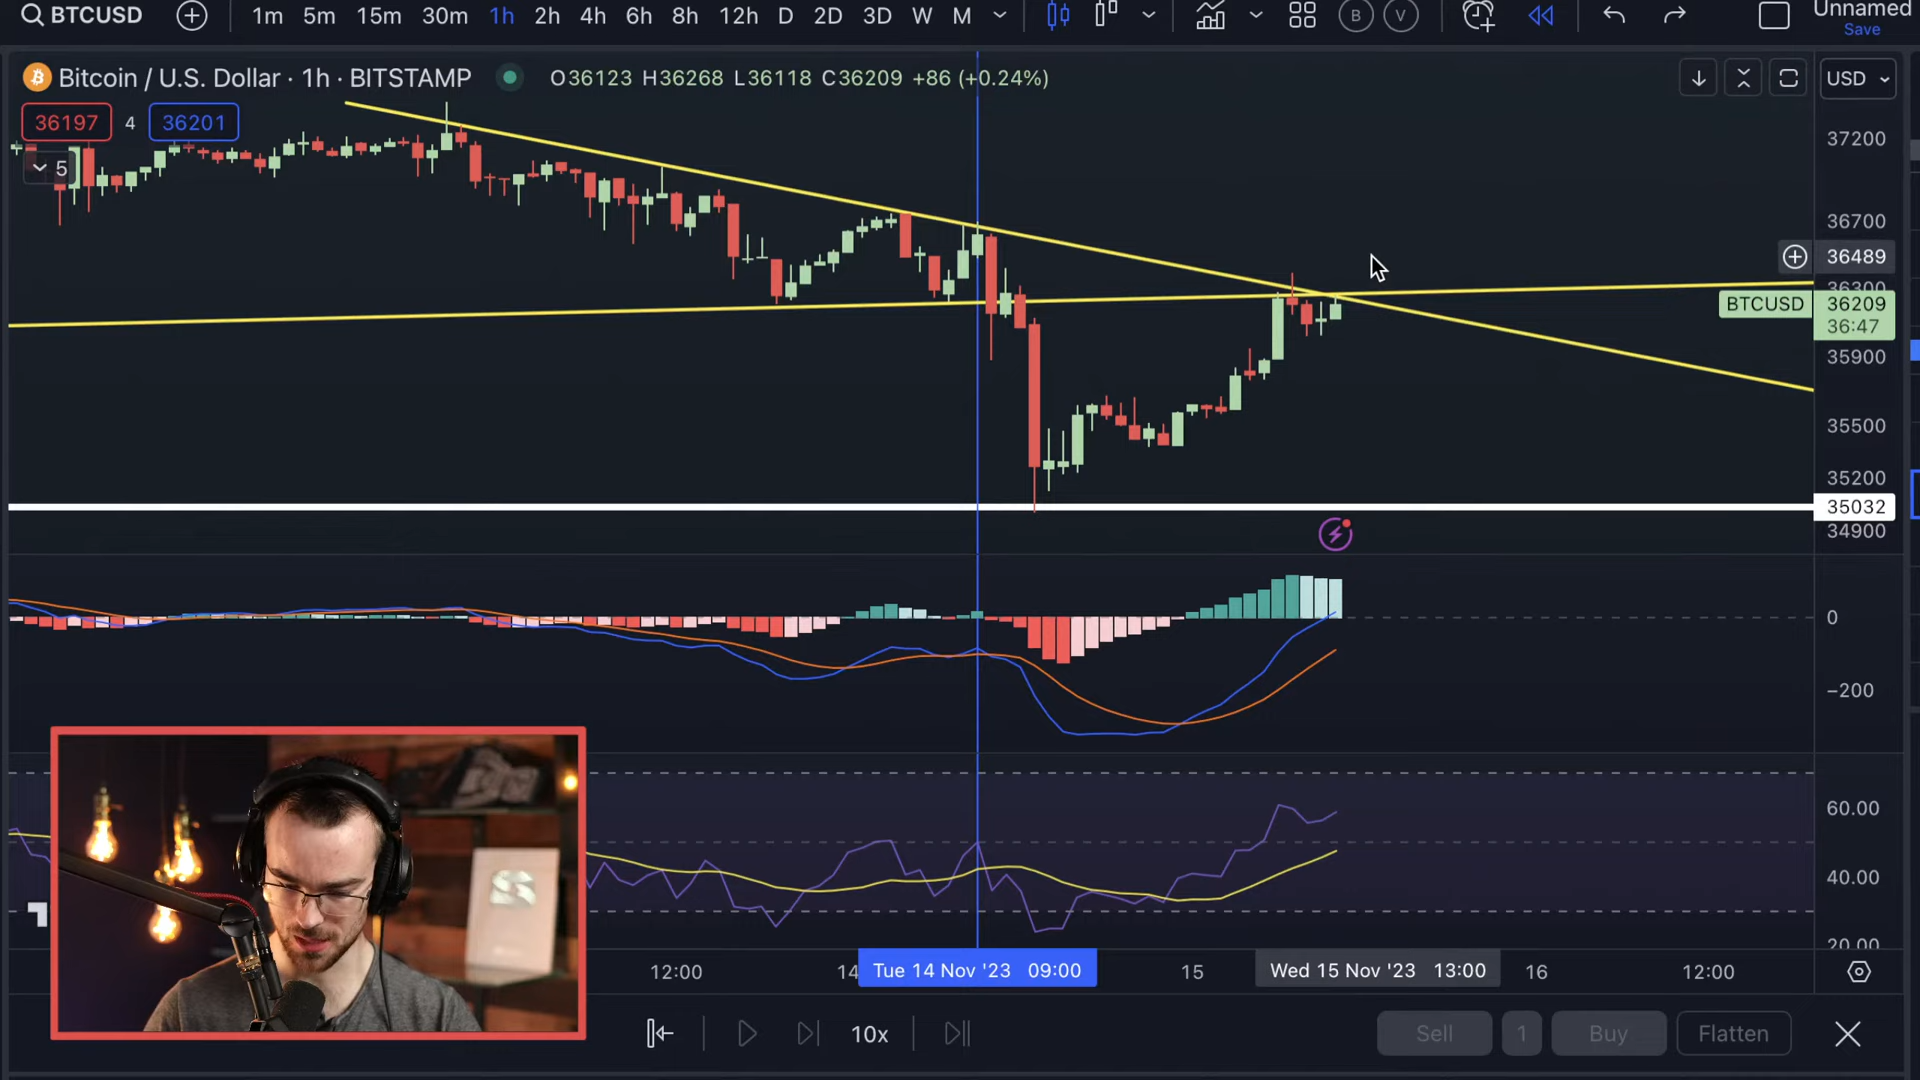 BTCUSD 1m 5m 15m 30m 1h 2h 4h 6h 8h 12h D 2D 3D W M B V Unnamed
Save
Bitcoin / U.S. Dollar · 1h · BITSTAMP O36123 H36268 L36118 C36209 +86 (+0.24%) USD
36197 4 36201
37200
5
36700
36489
36300
BTCUSD 36209
36:47
35900
35500
35200
35032
34900
0
−200
60.00
40.00
20.00
12:00 14 Tue 14 Nov '23 09:00 15 Wed 15 Nov '23 13:00 16 12:00
10x Sell 1 Buy Flatten